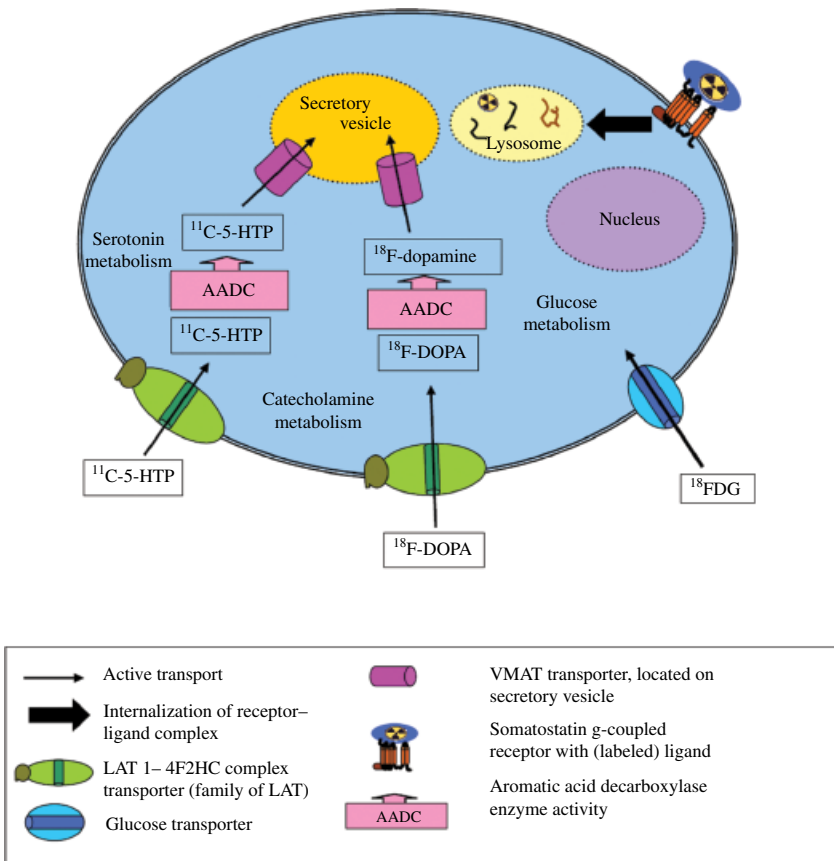 Secretory
vesicle
Lysosome
Nucleus
¹¹C-5-HTP
Serotonin
metabolism
AADC
¹¹C-5-HTP
¹⁸F-dopamine
AADC
¹⁸F-DOPA
Glucose
metabolism
Catecholamine
metabolism
¹¹C-5-HTP
¹⁸F-DOPA
¹⁸FDG
Active transport
Internalization of receptor–
ligand complex
LAT 1– 4F2HC complex
transporter (family of LAT)
Glucose transporter
VMAT transporter, located on
secretory vesicle
Somatostatin g-coupled
receptor with (labeled) ligand
AADC
Aromatic acid decarboxylase
enzyme activity